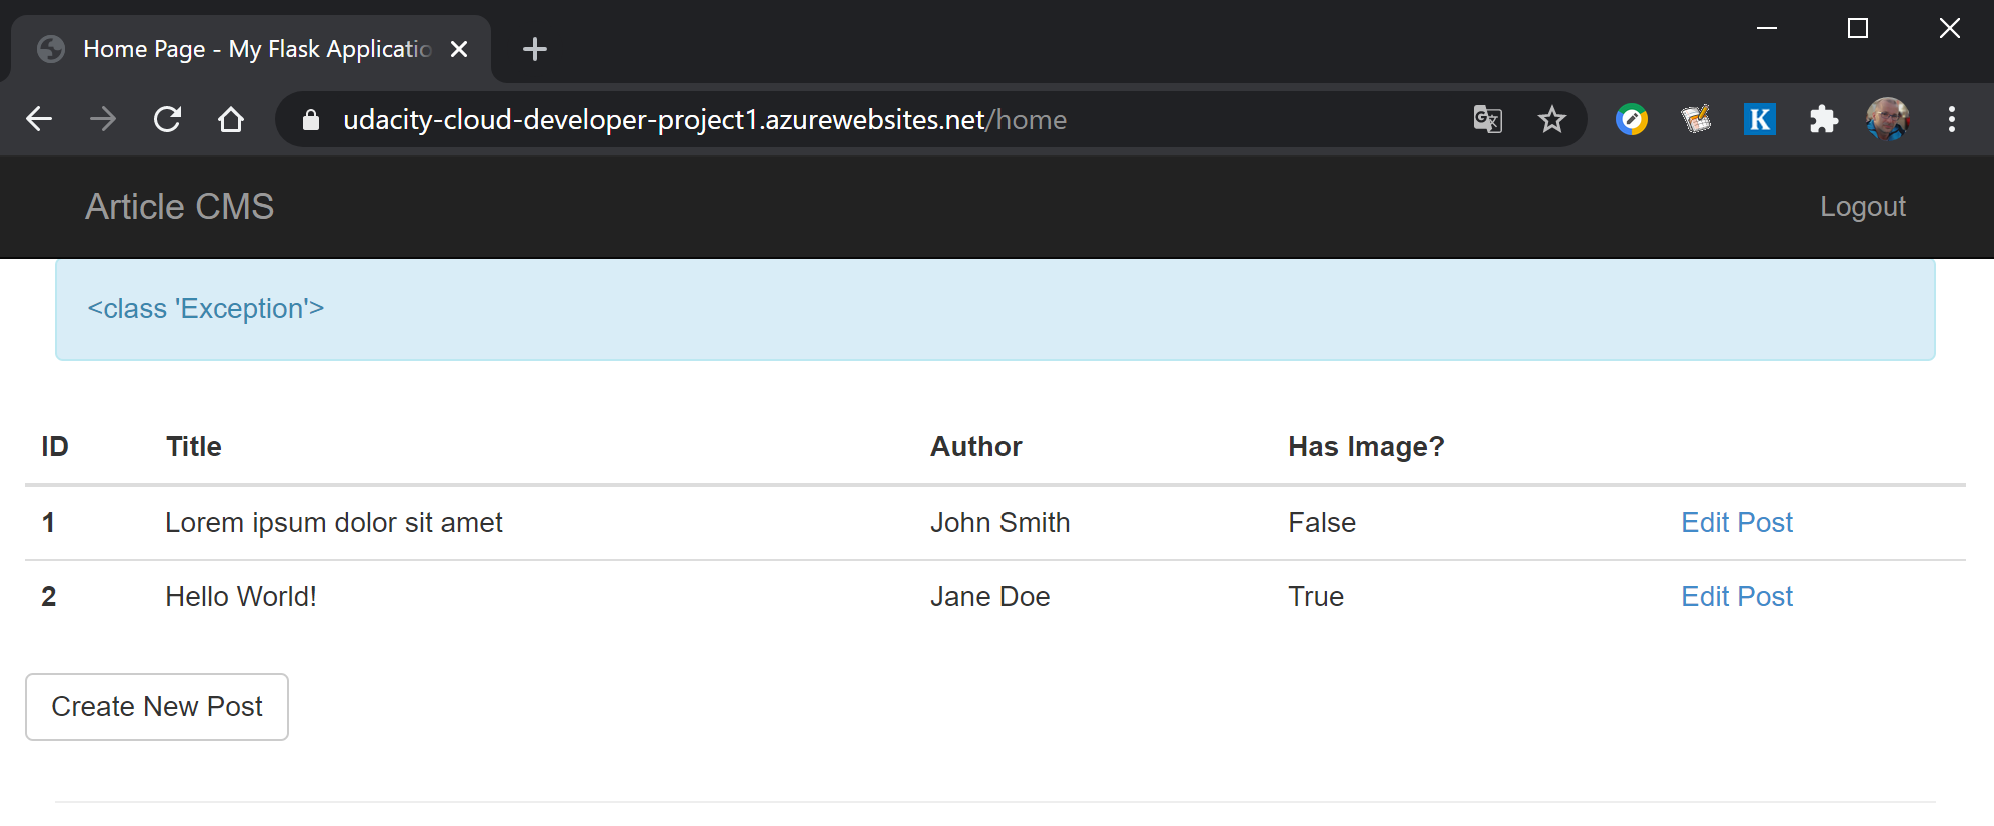 Home Page - My Flask Applicatio
udacity-cloud-developer-project1.azurewebsites.net/home
K
Article CMS
Logout
<class 'Exception'>
ID Title Author Has Image?
1 Lorem ipsum dolor sit amet John Smith False Edit Post
2 Hello World! Jane Doe True Edit Post
Create New Post